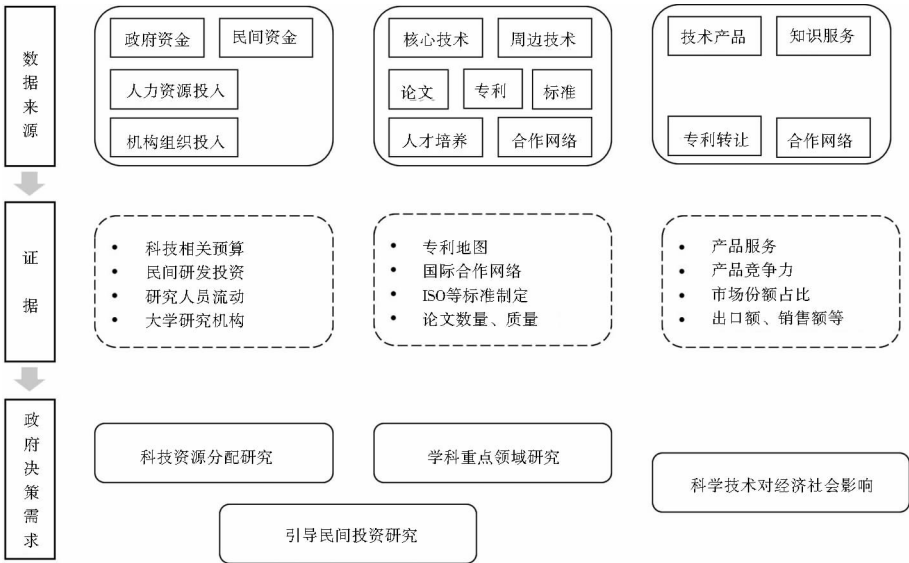 数据来源
政府资金 民间资金
人力资源投入
机构组织投入
核心技术 周边技术
论文 专利 标准
人才培养 合作网络
技术产品 知识服务
专利转让 合作网络
证据
• 科技相关预算
• 民间研发投资
• 研究人员流动
• 大学研究机构
• 专利地图
• 国际合作网络
• ISO等标准制定
• 论文数量、质量
• 产品服务
• 产品竞争力
• 市场份额占比
• 出口额、销售额等
政府决策需求
科技资源分配研究
学科重点领域研究
科学技术对经济社会影响
引导民间投资研究